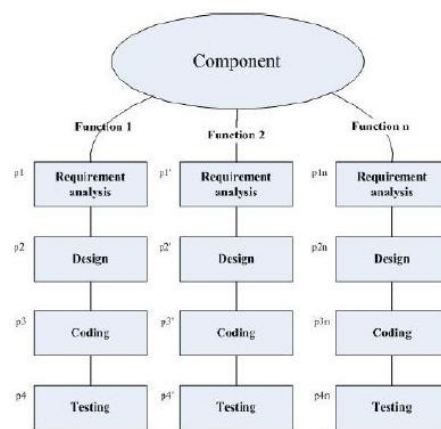 Component
Function 1
Function 2
Function n
p1
Requirement
analysis
p1'
Requirement
analysis
p1n
Requirement
analysis
p2
Design
p2'
Design
p2n
Design
p3
Coding
p3'
Coding
p3n
Coding
p4
Testing
p4'
Testing
p4n
Testing